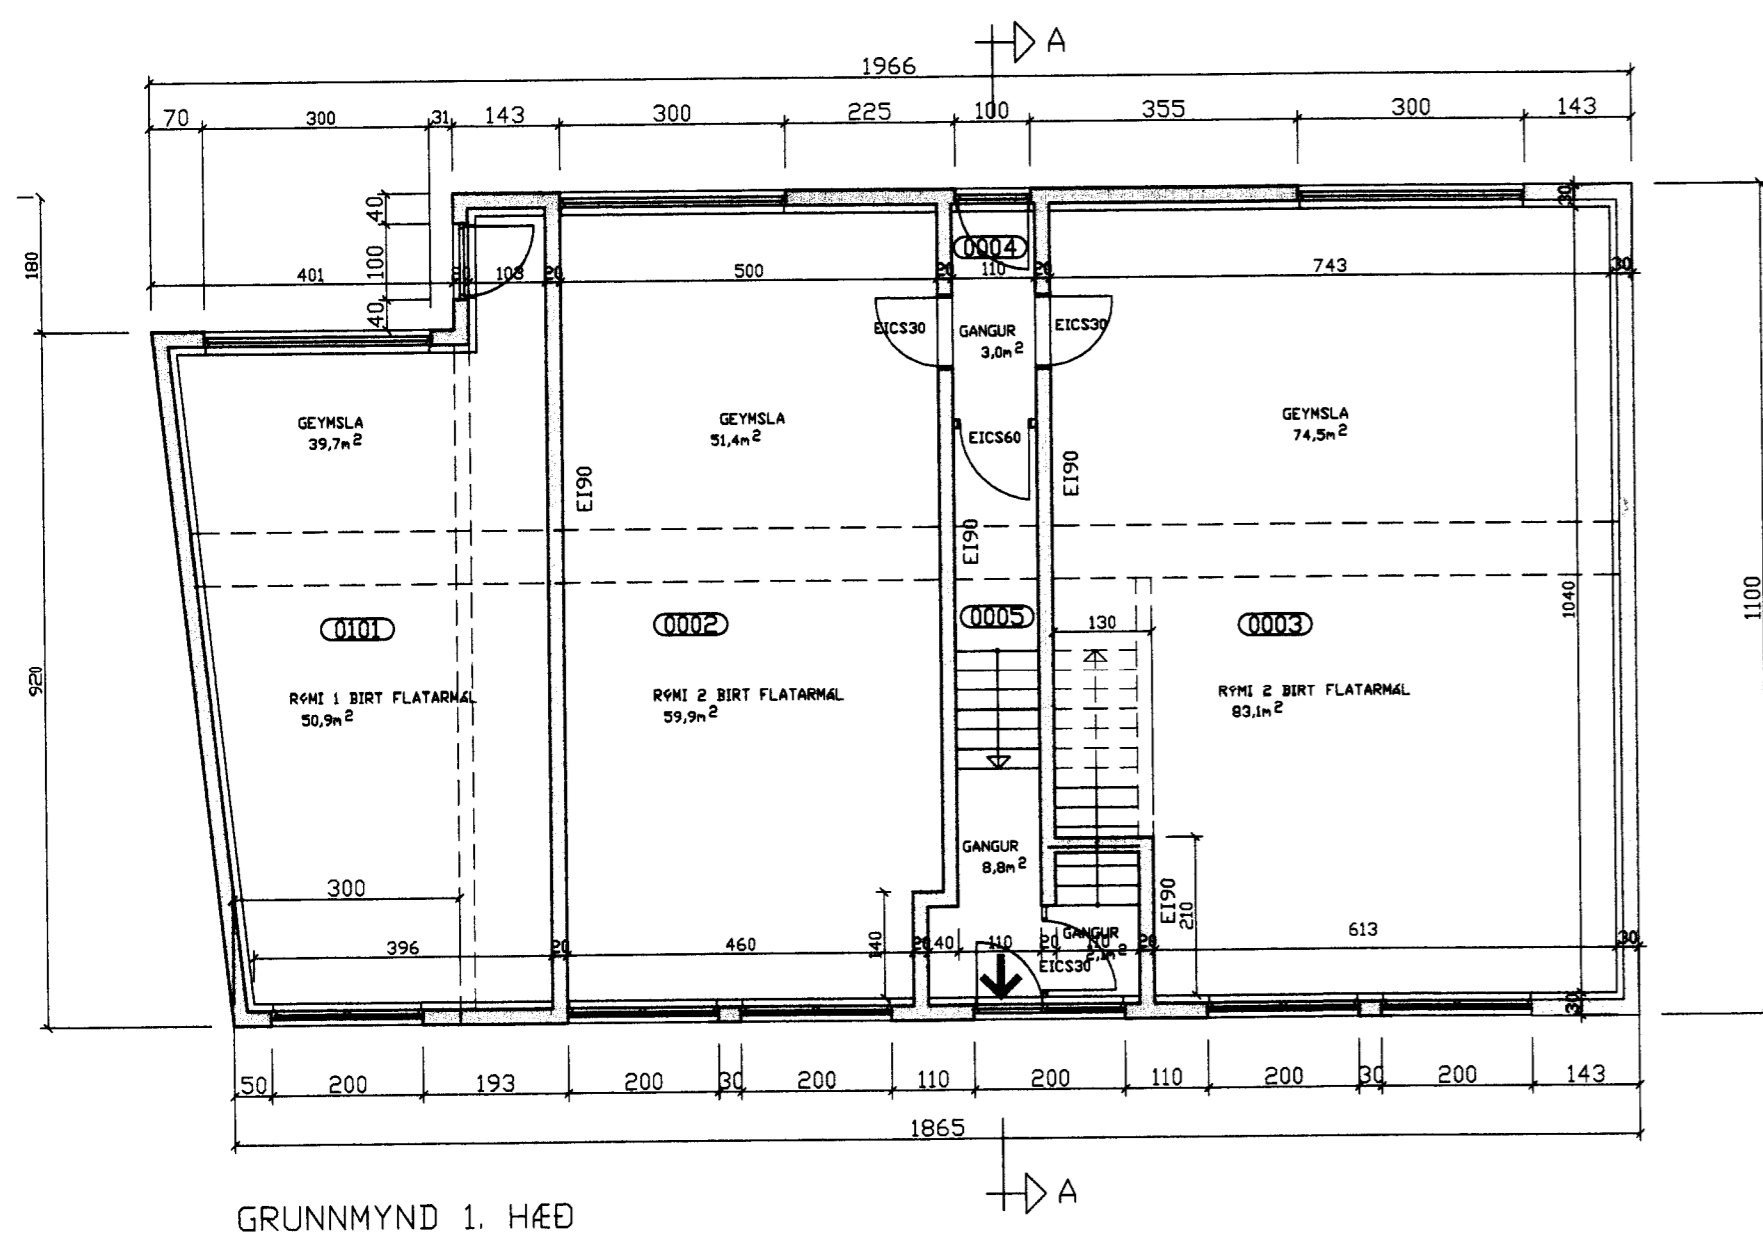 A
1966
70 300 31 143 300 225 100 355 300 143
40
100
40
180
30
0004
401 20 108 20 500 20 110 20 743 30
EICS30
GANGUR
3,0m2
EICS30
GEYMSLA
39,7m2
GEYMSLA
51,4m2
EICS60
GEYMSLA
74,5m2
EI90
EI90
EI90
1040
1100
0101
0002
0005
130
0003
920
RÝMI 1 BIRT FLATARMÁL
50,9m2
RÝMI 2 BIRT FLATARMÁL
59,9m2
RÝMI 2 BIRT FLATARMÁL
83,1m2
GANGUR
8,8m2
300
EI90
210
140
GANGUR
2,1m2
396 20 460 20 40 110 20 110 20 613 30
EICS30
30
50 200 193 200 30 200 110 200 110 200 30 200 143
1865
A
GRUNNMYND 1. HÆÐ